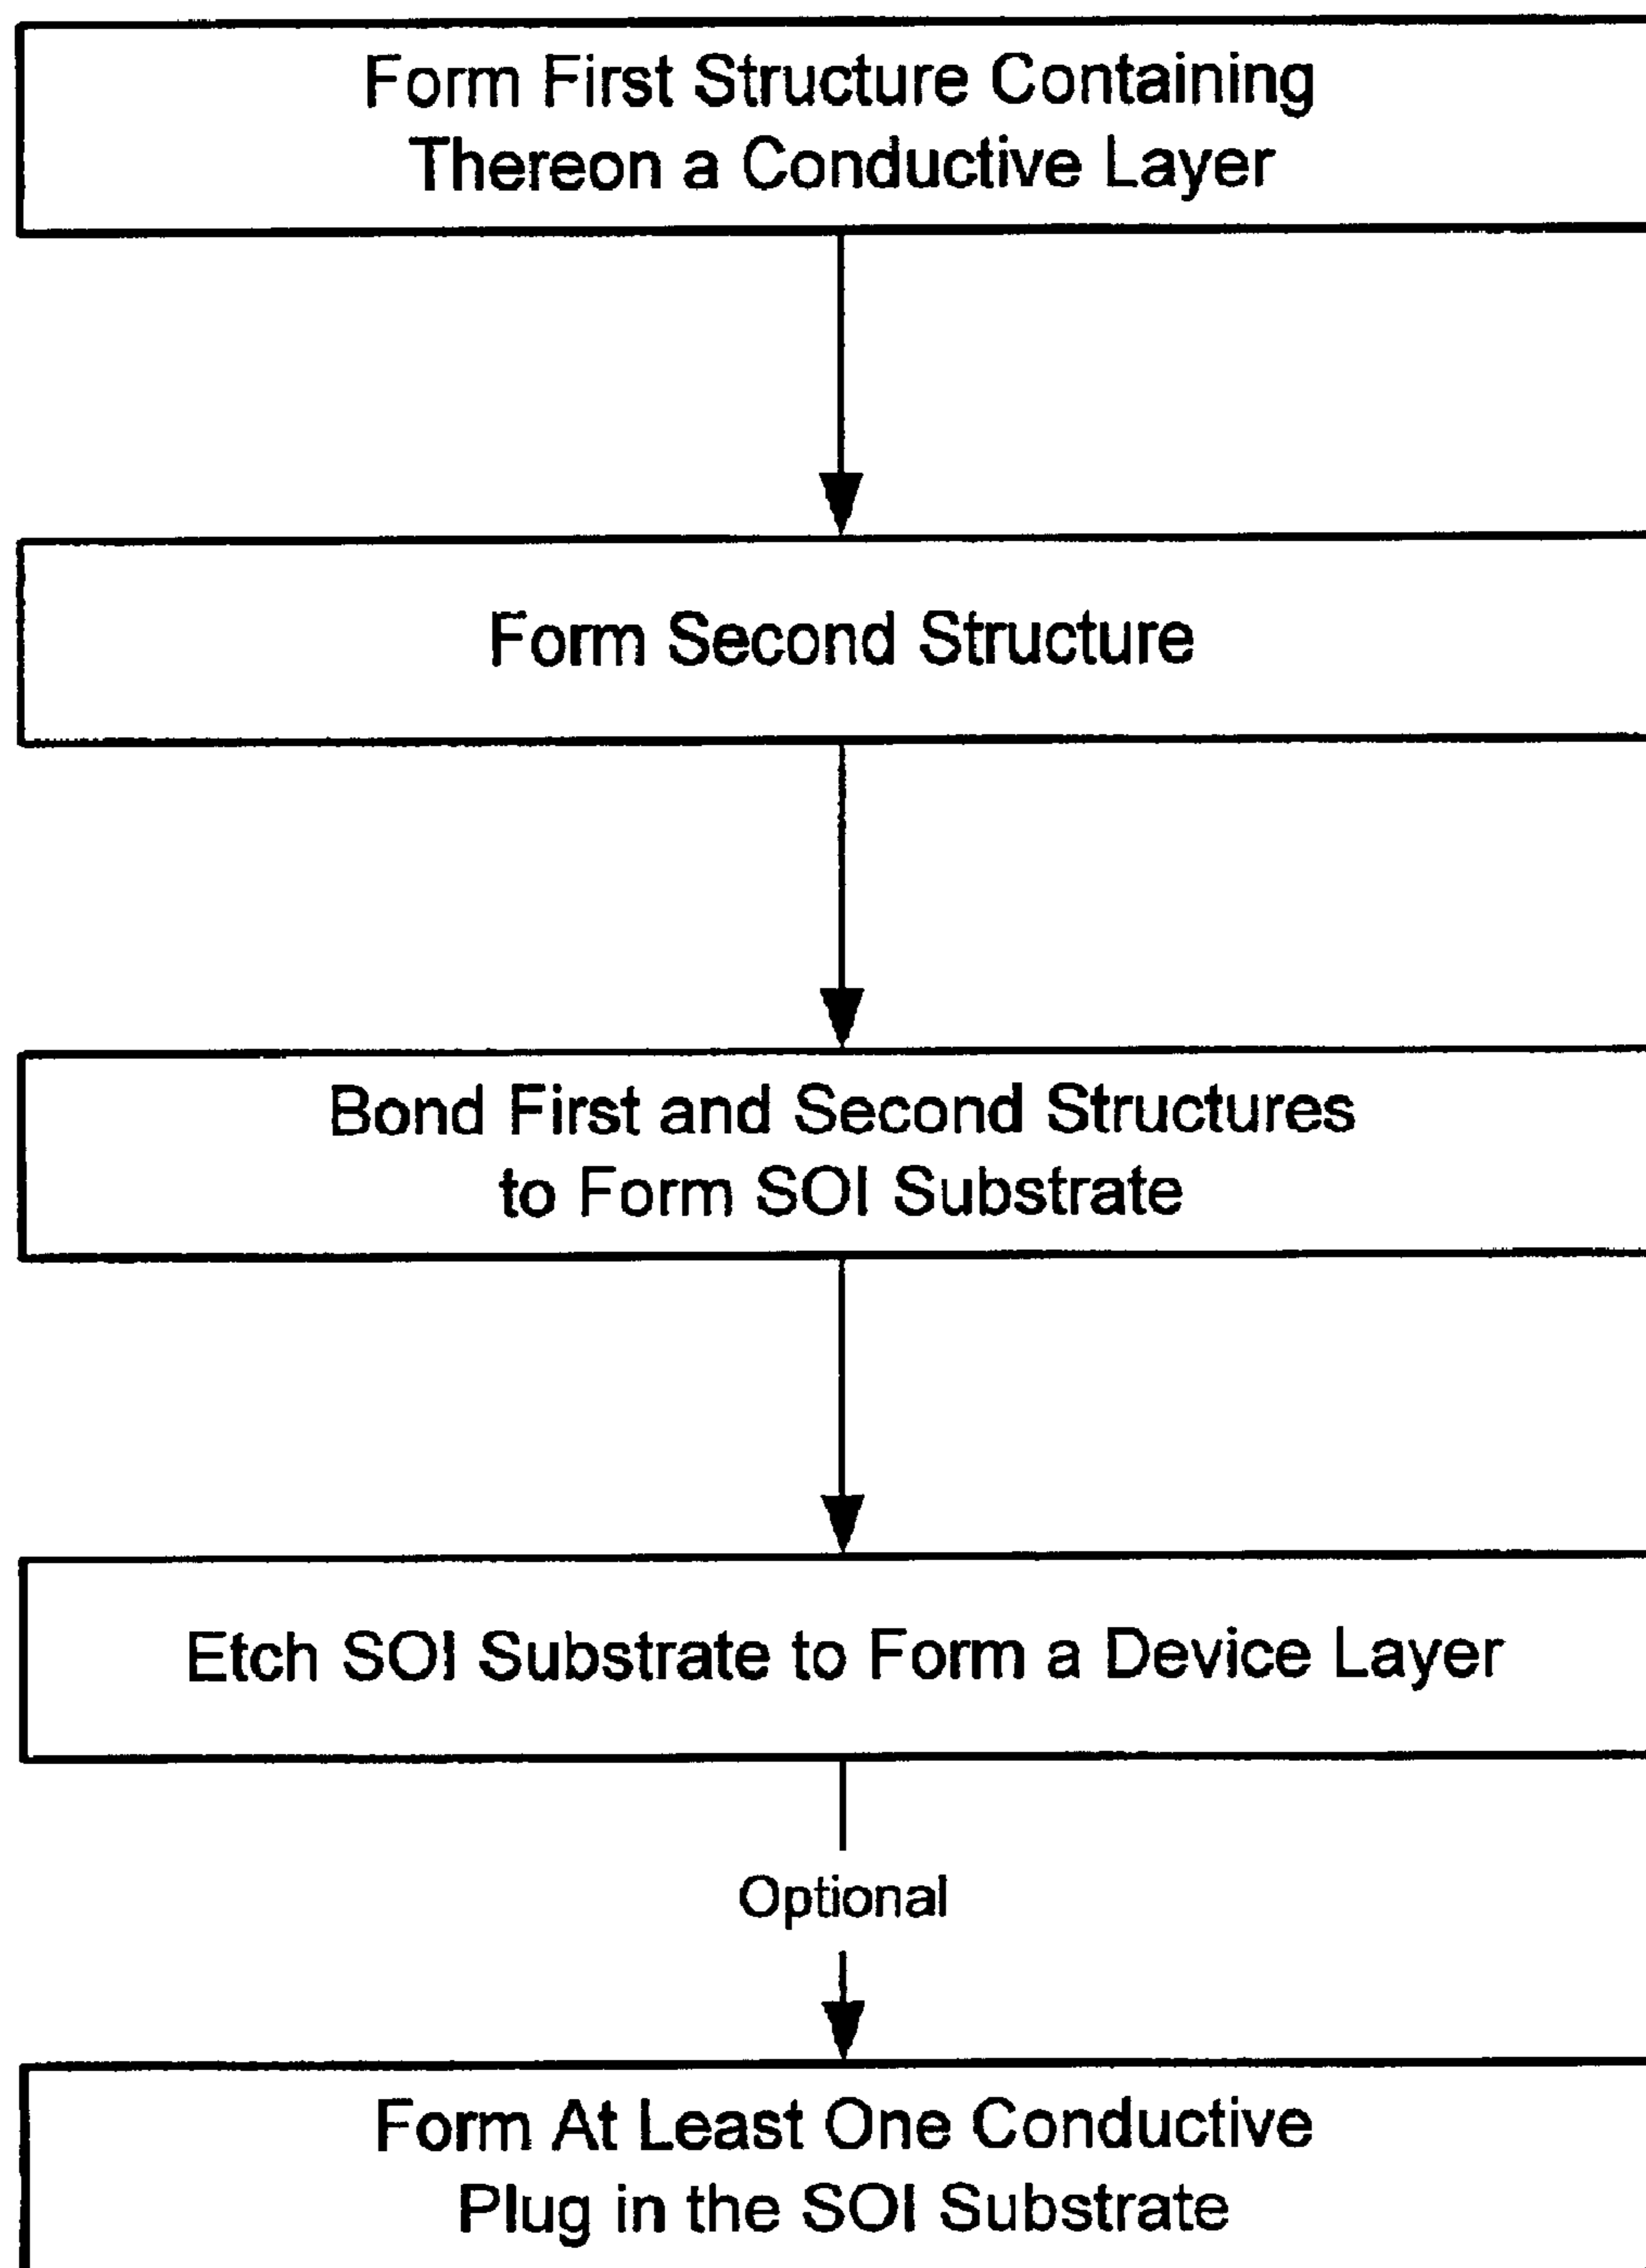 Form First Structure Containing
Thereon a Conductive Layer
Form Second Structure
Bond First and Second Structures
to Form SOI Substrate
Etch SOI Substrate to Form a Device Layer
Optional
Form At Least One Conductive
Plug in the SOI Substrate